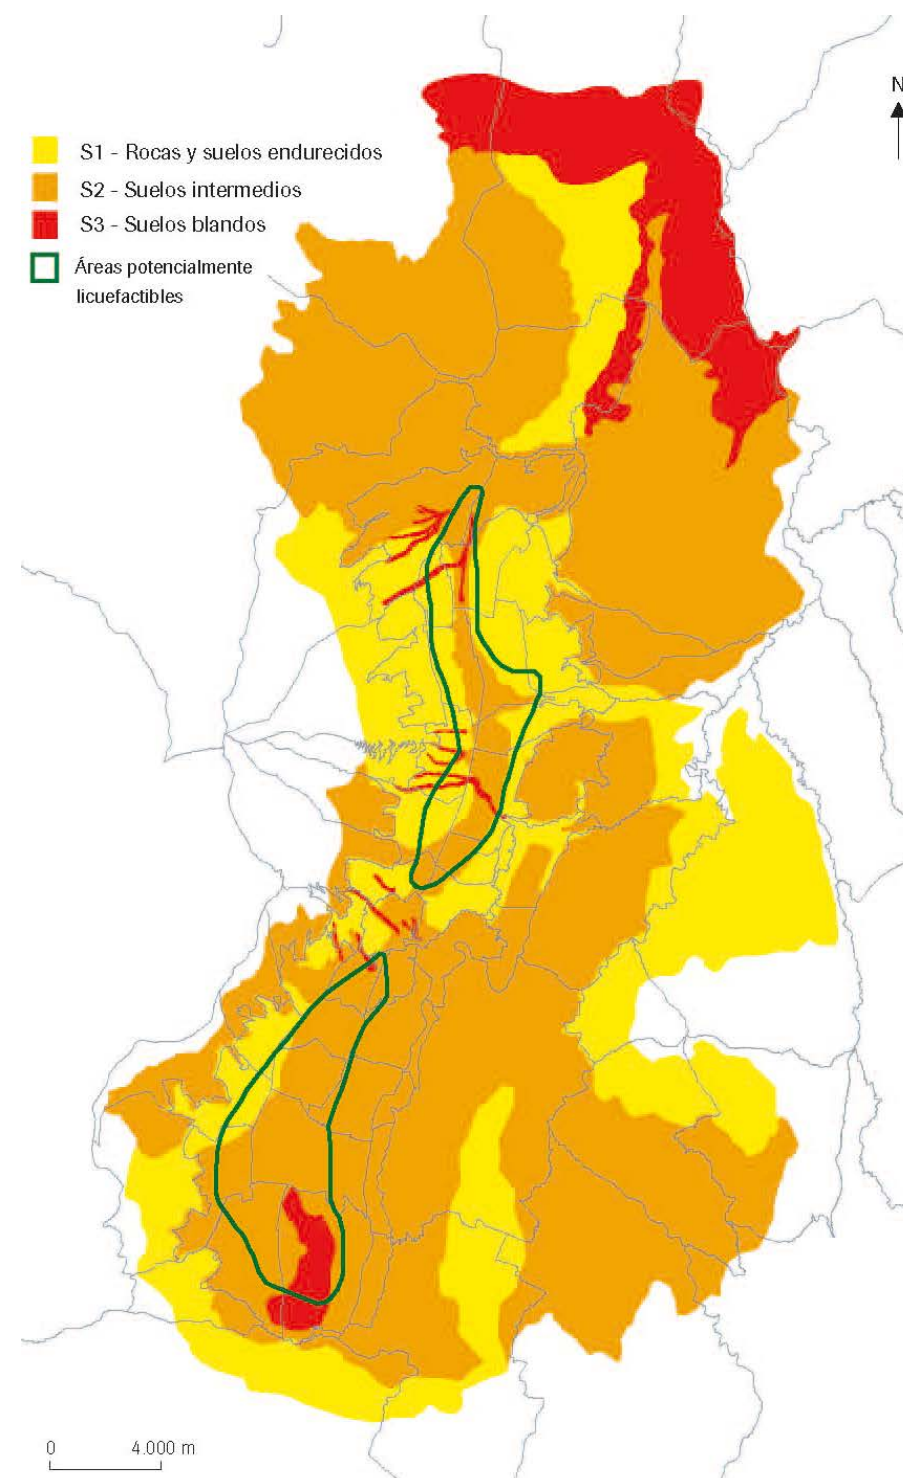 N
S1 - Rocas y suelos endurecidos
S2 - Suelos intermedios
S3 - Suelos blandos
Áreas potencialmente
licuefactibles
0 4.000 m